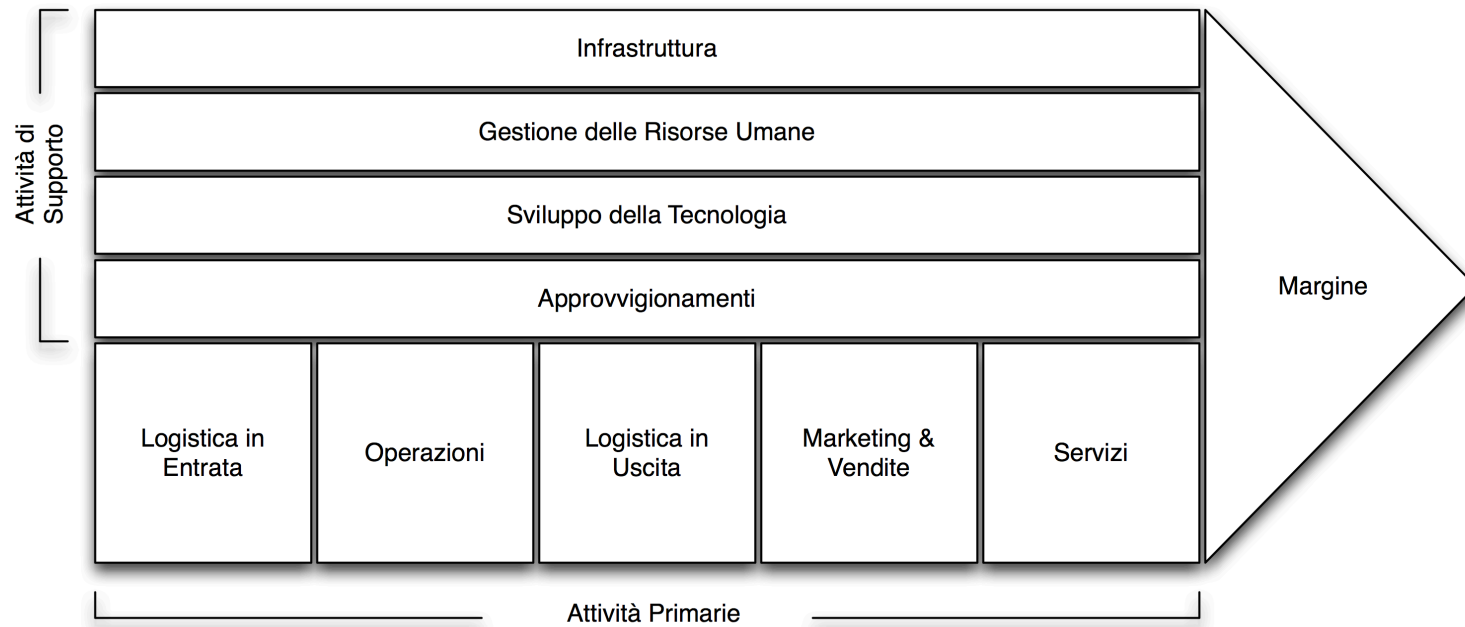 Infrastruttura
Gestione delle Risorse Umane
Sviluppo della Tecnologia
Approvvigionamenti
Attività di
Supporto
Margine
Logistica in
Entrata
Operazioni
Logistica in
Uscita
Marketing &
Vendite
Servizi
Attività Primarie